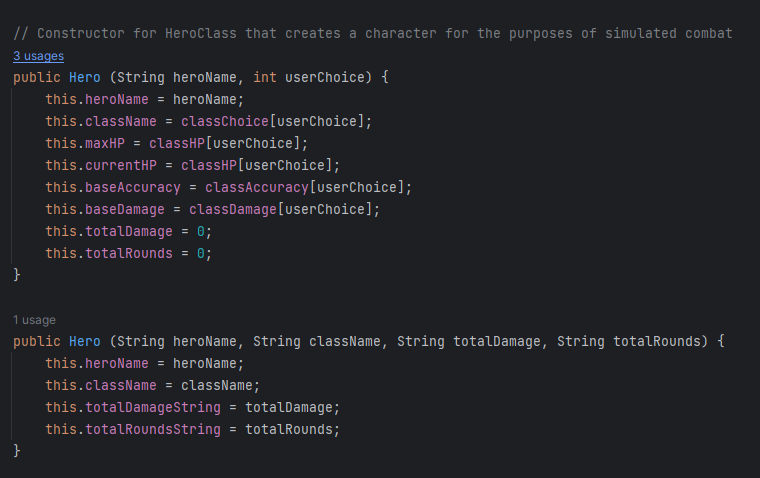 // Constructor for HeroClass that creates a character for the purposes of simulated combat
3 usages
public Hero (String heroName, int userChoice) {
    this.heroName = heroName;
    this.className = classChoice[userChoice];
    this.maxHP = classHP[userChoice];
    this.currentHP = classHP[userChoice];
    this.baseAccuracy = classAccuracy[userChoice];
    this.baseDamage = classDamage[userChoice];
    this.totalDamage = 0;
    this.totalRounds = 0;
}
1 usage
public Hero (String heroName, String className, String totalDamage, String totalRounds) {
    this.heroName = heroName;
    this.className = className;
    this.totalDamageString = totalDamage;
    this.totalRoundsString = totalRounds;
}